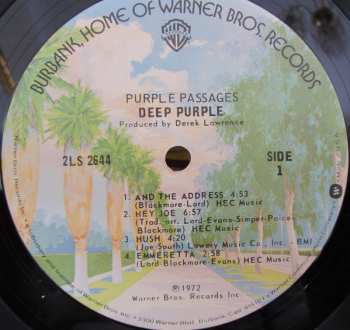 BURBANK, HOME OF WARNER BROS. RECORDS
PURPLE PASSAGES
DEEP PURPLE
Produced by Derek Lawrence
2LS 2644
SIDE
1
1. AND THE ADDRESS 4:53
(Blackmore-Lord) HEC Music
2. HEY JOE 6:57
(Trad. arr. Lord-Evans-Simper-Paice-
Blackmore) HEC Music
3. HUSH 4:20
(Joe South) Lowery Music Co., Inc. -BMI
4. EMMERETTA 2:58
(Lord-Blackmore-Evans) HEC Music
℗1972
Warner Bros. Records Inc